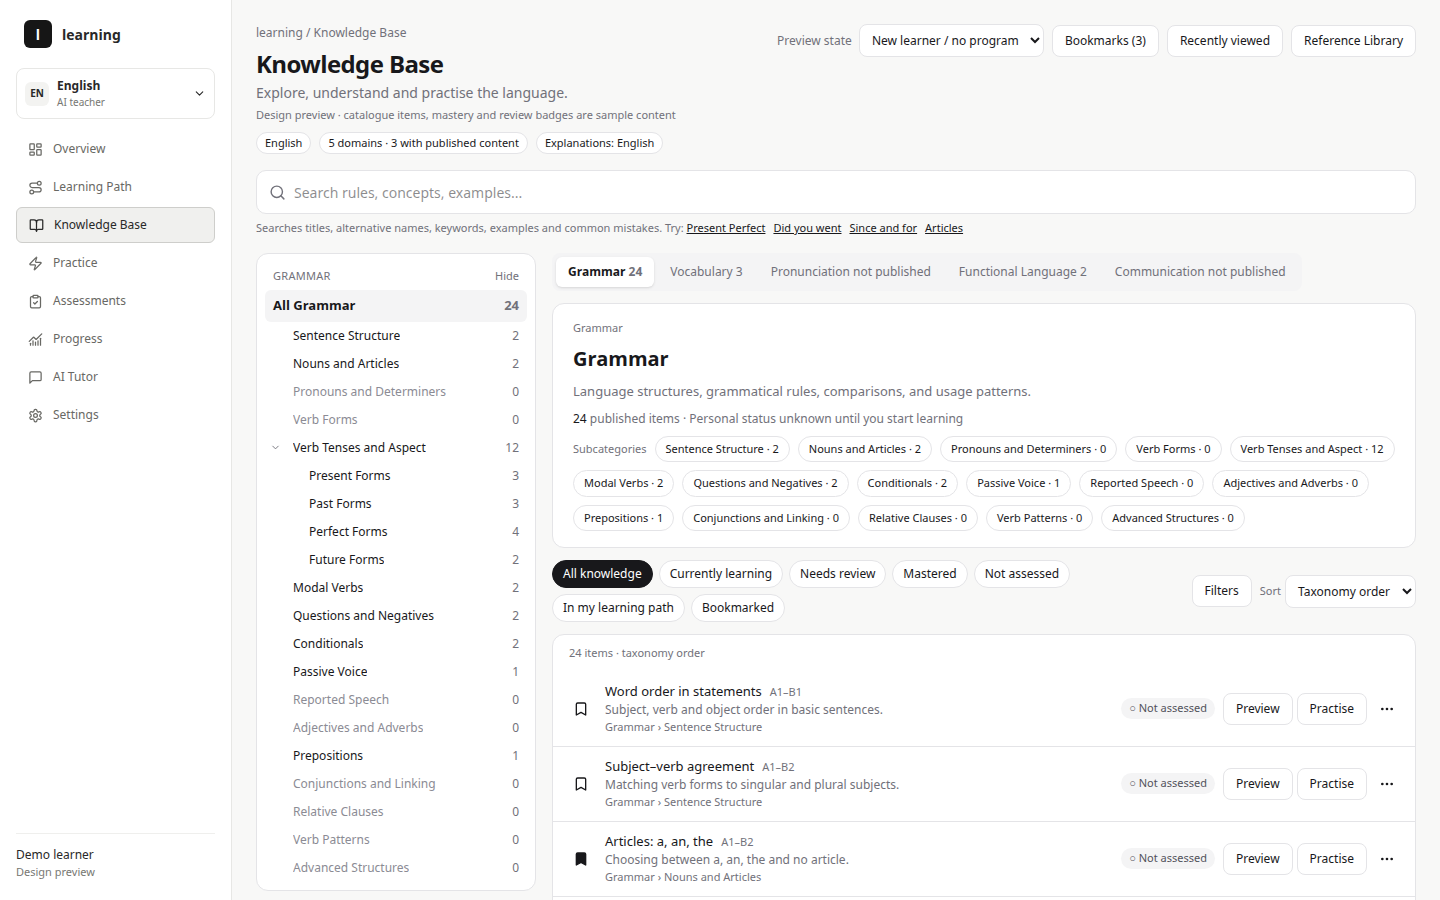 l learning
EN English
AI teacher
Overview
Learning Path
Knowledge Base
Practice
Assessments
Progress
AI Tutor
Settings
Demo learner
Design preview
learning / Knowledge Base
Knowledge Base
Explore, understand and practise the language.
Design preview · catalogue items, mastery and review badges are sample content
English 5 domains · 3 with published content Explanations: English
Preview state New learner / no program Bookmarks (3) Recently viewed Reference Library
Search rules, concepts, examples...
Searches titles, alternative names, keywords, examples and common mistakes. Try: Present Perfect Did you went Since and for Articles
GRAMMAR Hide
All Grammar 24
Sentence Structure 2
Nouns and Articles 2
Pronouns and Determiners 0
Verb Forms 0
Verb Tenses and Aspect 12
Present Forms 3
Past Forms 3
Perfect Forms 4
Future Forms 2
Modal Verbs 2
Questions and Negatives 2
Conditionals 2
Passive Voice 1
Reported Speech 0
Adjectives and Adverbs 0
Prepositions 1
Conjunctions and Linking 0
Relative Clauses 0
Verb Patterns 0
Advanced Structures 0
Grammar 24 Vocabulary 3 Pronunciation not published Functional Language 2 Communication not published
Grammar
Grammar
Language structures, grammatical rules, comparisons, and usage patterns.
24 published items · Personal status unknown until you start learning
Subcategories Sentence Structure · 2 Nouns and Articles · 2 Pronouns and Determiners · 0 Verb Forms · 0 Verb Tenses and Aspect · 12
Modal Verbs · 2 Questions and Negatives · 2 Conditionals · 2 Passive Voice · 1 Reported Speech · 0 Adjectives and Adverbs · 0
Prepositions · 1 Conjunctions and Linking · 0 Relative Clauses · 0 Verb Patterns · 0 Advanced Structures · 0
All knowledge Currently learning Needs review Mastered Not assessed
In my learning path Bookmarked
Filters Sort Taxonomy order
24 items · taxonomy order
Word order in statements A1–B1
Subject, verb and object order in basic sentences.
Grammar › Sentence Structure
○ Not assessed Preview Practise ···
Subject–verb agreement A1–B2
Matching verb forms to singular and plural subjects.
Grammar › Sentence Structure
○ Not assessed Preview Practise ···
Articles: a, an, the A1–B2
Choosing between a, an, the and no article.
Grammar › Nouns and Articles
○ Not assessed Preview Practise ···